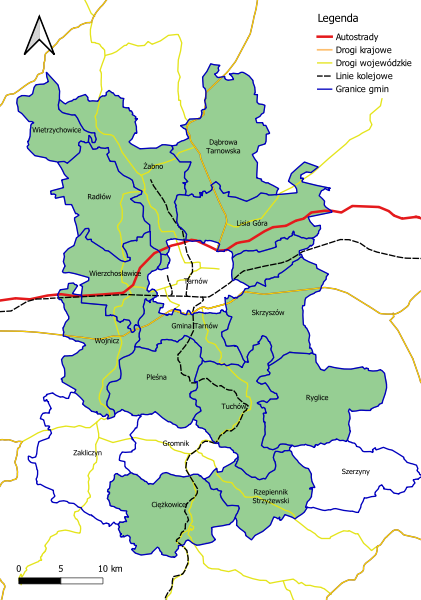 Legenda
Autostrady
Drogi krajowe
Drogi wojewódzkie
Linie kolejowe
Granice gmin
Wietrzychowice
Dąbrowa
Tarnowska
Żabno
Radłów
Lisia Góra
Wierzchosławice
Tarnów
Skrzyszów
Gmina Tarnów
Wojnicz
Pleśna
Ryglice
Tuchów
Gromnik
Zakliczyn
Szerzyny
Rzepiennik
Strzyżewski
Ciężkowice
0 5 10 km